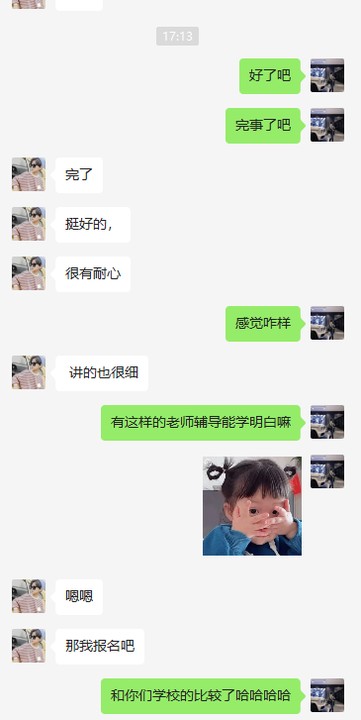 17:13
好了吧
完事了吧
完了
挺好的，
很有耐心
感觉咋样
讲的也很细
有这样的老师辅导能学明白嘛
嗯嗯
那我报名吧
和你们学校的比较了哈哈哈哈